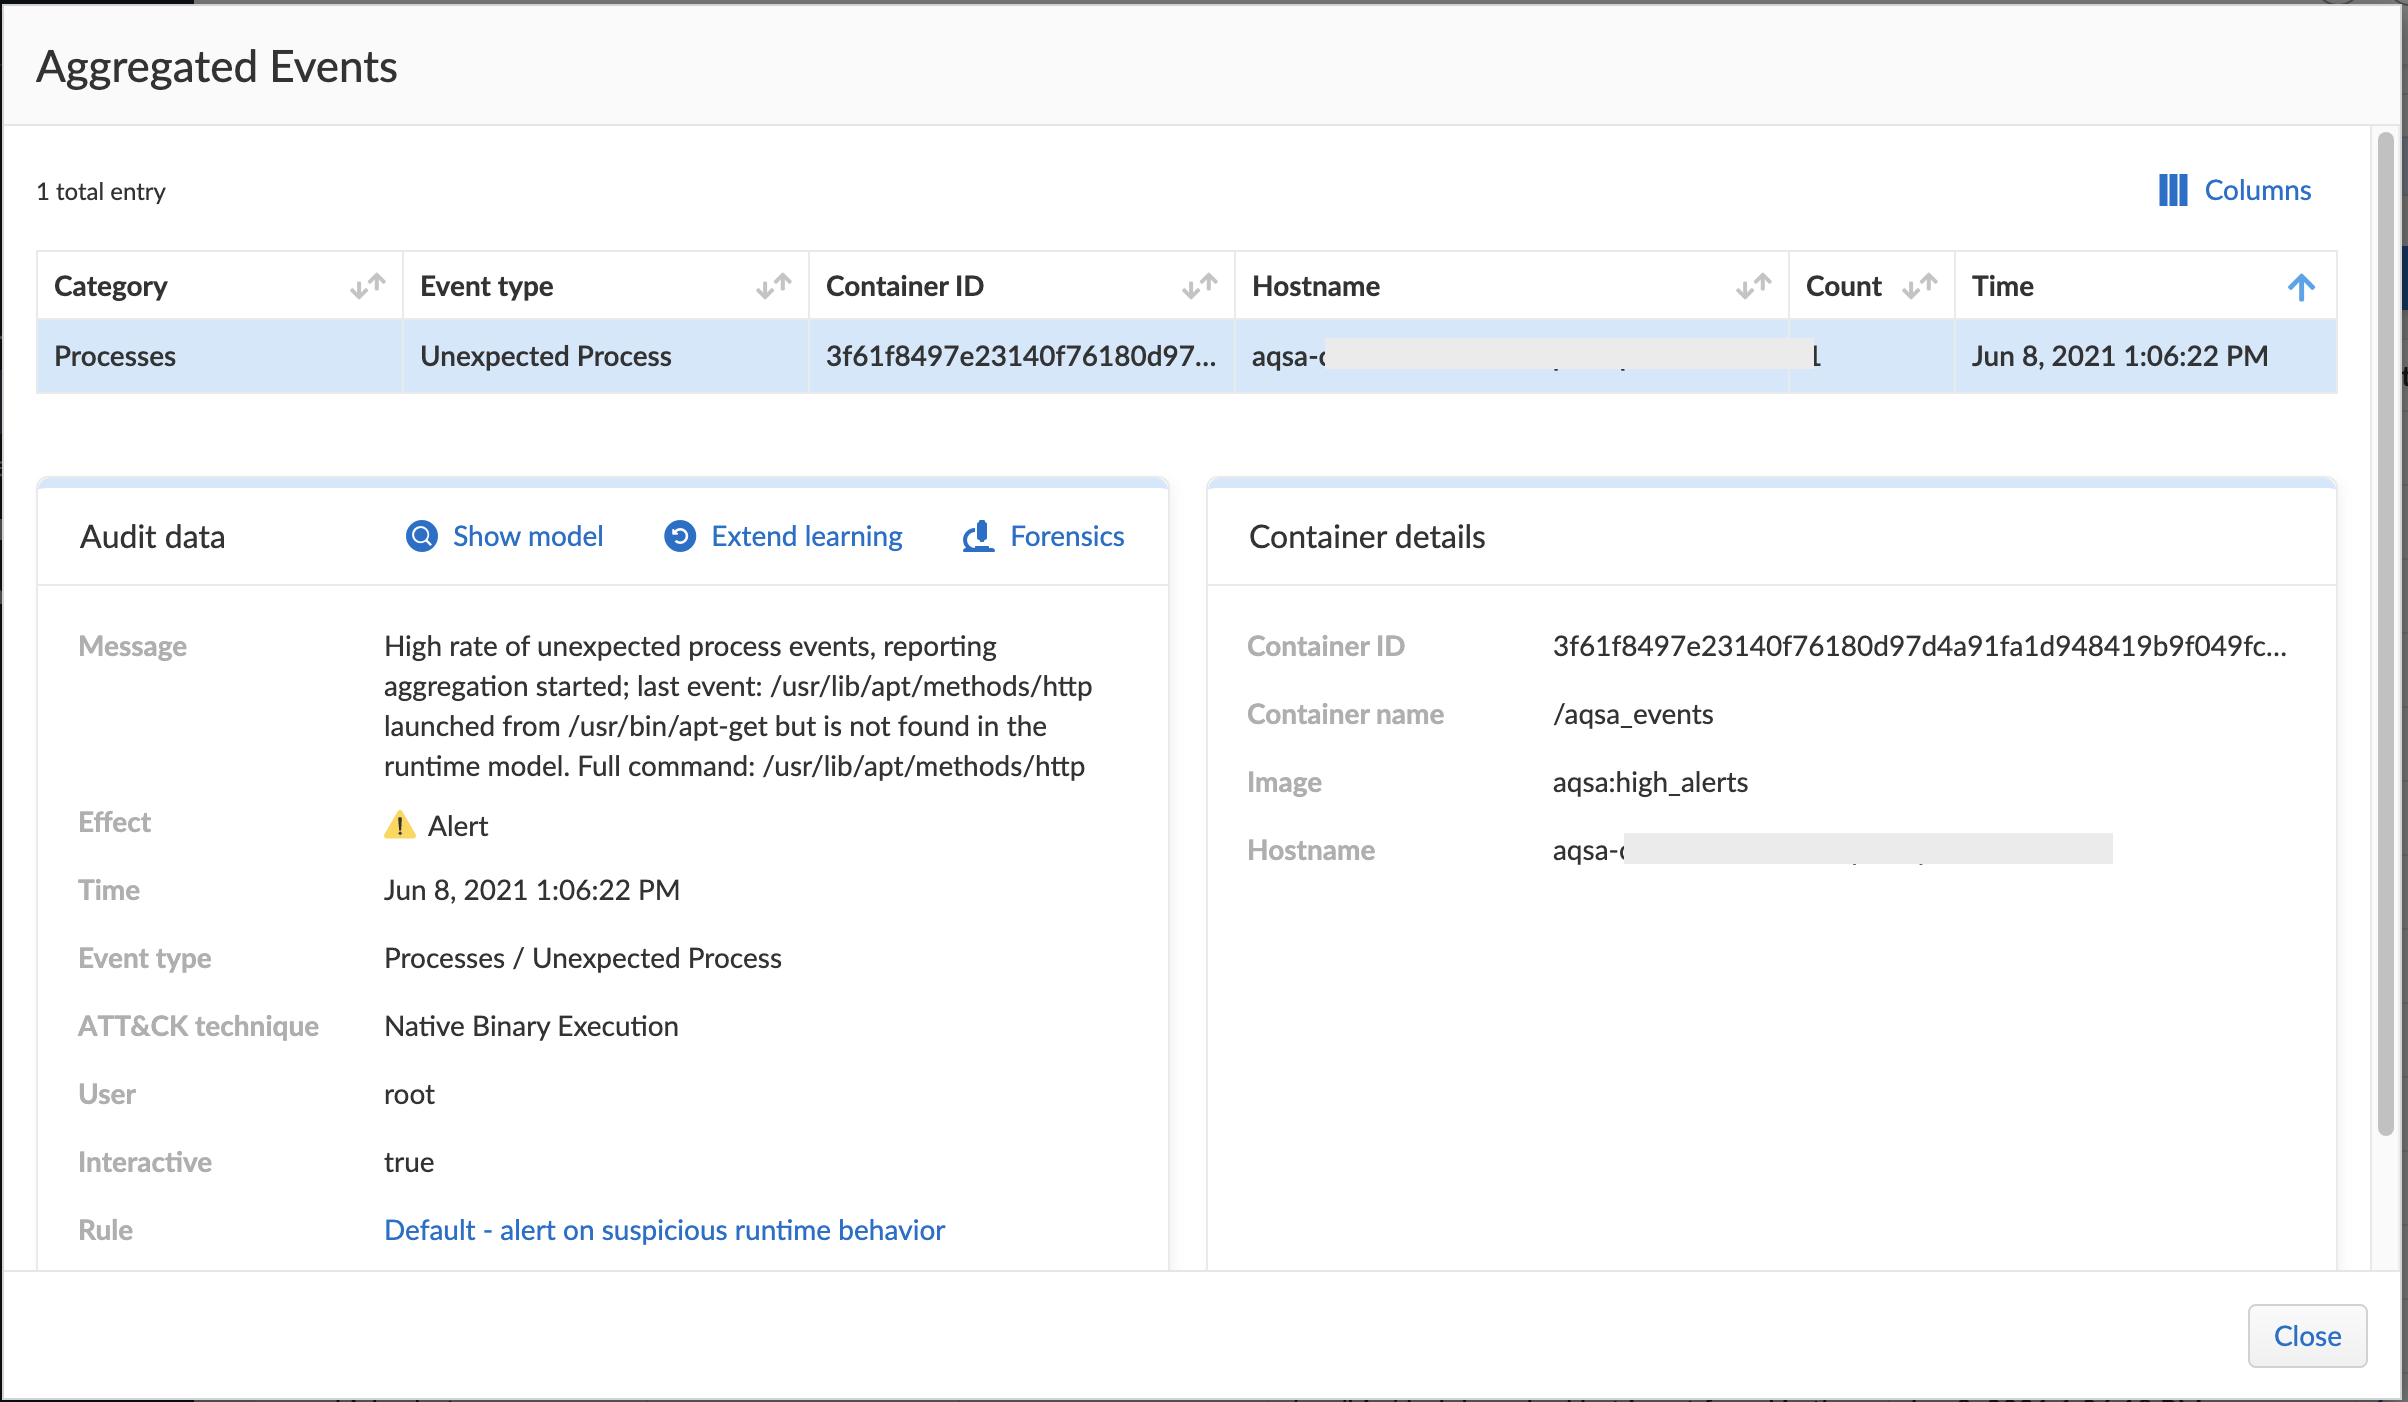 Aggregated Events
1 total entry
Columns
Category Event type Container ID Hostname Count Time
Processes Unexpected Process 3f61f8497e23140f76180d97... aqsa- 1 Jun 8, 2021 1:06:22 PM
Audit data Show model Extend learning Forensics
Message High rate of unexpected process events, reporting
aggregation started; last event: /usr/lib/apt/methods/http
launched from /usr/bin/apt-get but is not found in the
runtime model. Full command: /usr/lib/apt/methods/http
Effect Alert
Time Jun 8, 2021 1:06:22 PM
Event type Processes / Unexpected Process
ATT&CK technique Native Binary Execution
User root
Interactive true
Rule Default - alert on suspicious runtime behavior
Container details
Container ID 3f61f8497e23140f76180d97d4a91fa1d948419b9f049fc...
Container name /aqsa_events
Image aqsa:high_alerts
Hostname aqsa-
Close